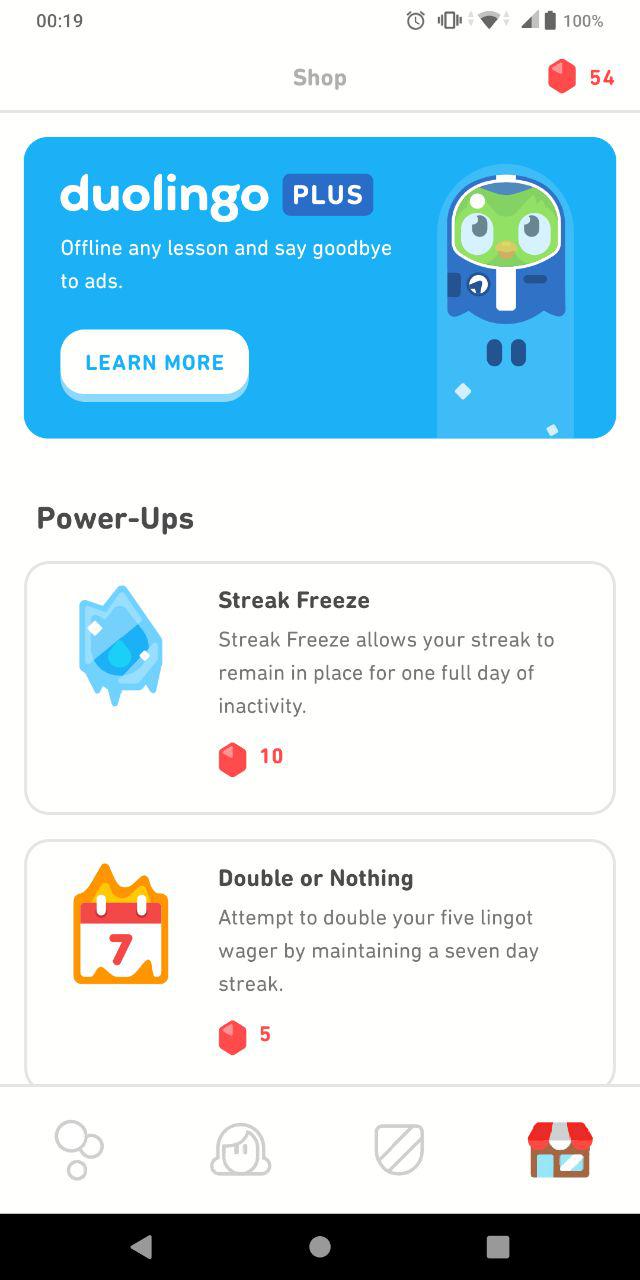 00:19
100%
Shop
54
duolingo PLUS
Offline any lesson and say goodbye
to ads.
LEARN MORE
Power-Ups
Streak Freeze
Streak Freeze allows your streak to
remain in place for one full day of
inactivity.
10
Double or Nothing
7
Attempt to double your five lingot
wager by maintaining a seven day
streak.
5